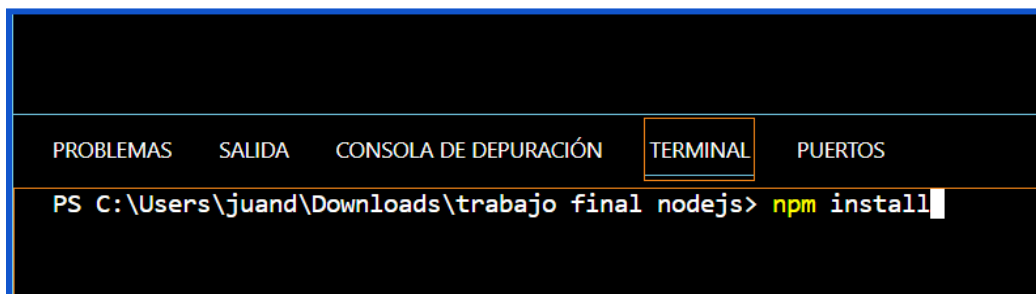 PROBLEMAS SALIDA CONSOLA DE DEPURACIÓN TERMINAL PUERTOS
PS C:\Users\juand\Downloads\trabajo final nodejs> npm install